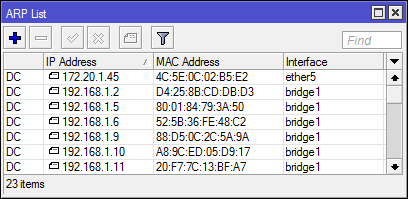 ARP List
Find
IP Address MAC Address Interface
DC 172.20.1.45 4C:5E:0C:02:B5:E2 ether5
DC 192.168.1.2 D4:25:8B:CD:DB:D3 bridge1
DC 192.168.1.5 80:01:84:79:3A:50 bridge1
DC 192.168.1.6 52:5B:36:FE:48:C2 bridge1
DC 192.168.1.9 88:D5:0C:2C:5A:9A bridge1
DC 192.168.1.10 A8:9C:ED:05:D9:17 bridge1
DC 192.168.1.11 20:F7:7C:13:BF:A7 bridge1
23 items